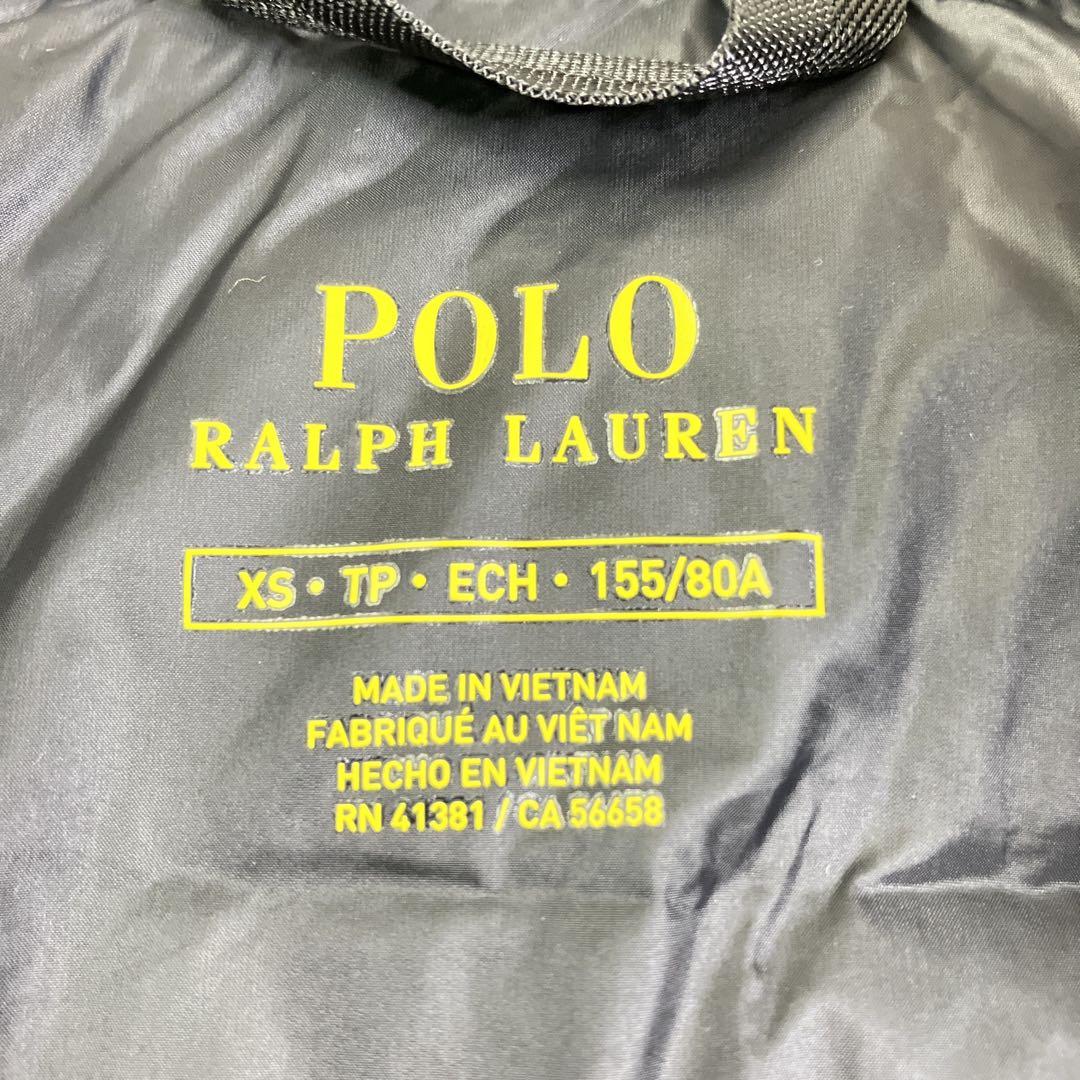 POLO
RALPH LAUREN
XS • TP • ECH • 155/80A
MADE IN VIETNAM
FABRIQUÉ AU VIÊT NAM
HECHO EN VIETNAM
RN 41381 / CA 56658